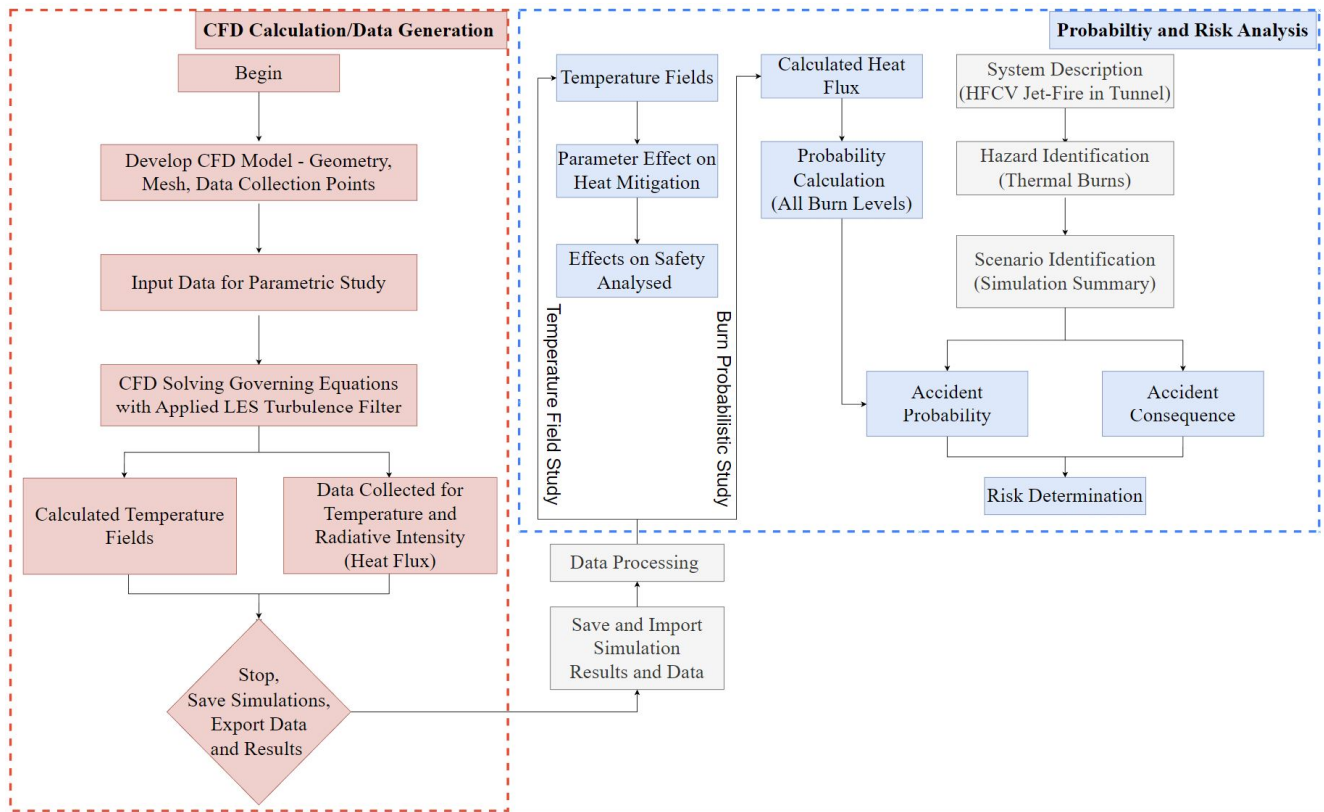 CFD Calculation/Data Generation
Begin
Develop CFD Model - Geometry,
Mesh, Data Collection Points
Input Data for Parametric Study
CFD Solving Governing Equations
with Applied LES Turbulence Filter
Calculated Temperature
Fields
Data Collected for
Temperature and
Radiative Intensity
(Heat Flux)
Stop,
Save Simulations,
Export Data
and Results
Save and Import
Simulation
Results and Data
Data Processing
Temperature Field Study
Burn Probabilistic Study
Probabiltiy and Risk Analysis
Temperature Fields
Parameter Effect on
Heat Mitigation
Effects on Safety
Analysed
Calculated Heat
Flux
Probability
Calculation
(All Burn Levels)
System Description
(HFCV Jet-Fire in Tunnel)
Hazard Identification
(Thermal Burns)
Scenario Identification
(Simulation Summary)
Accident
Probability
Accident
Consequence
Risk Determination